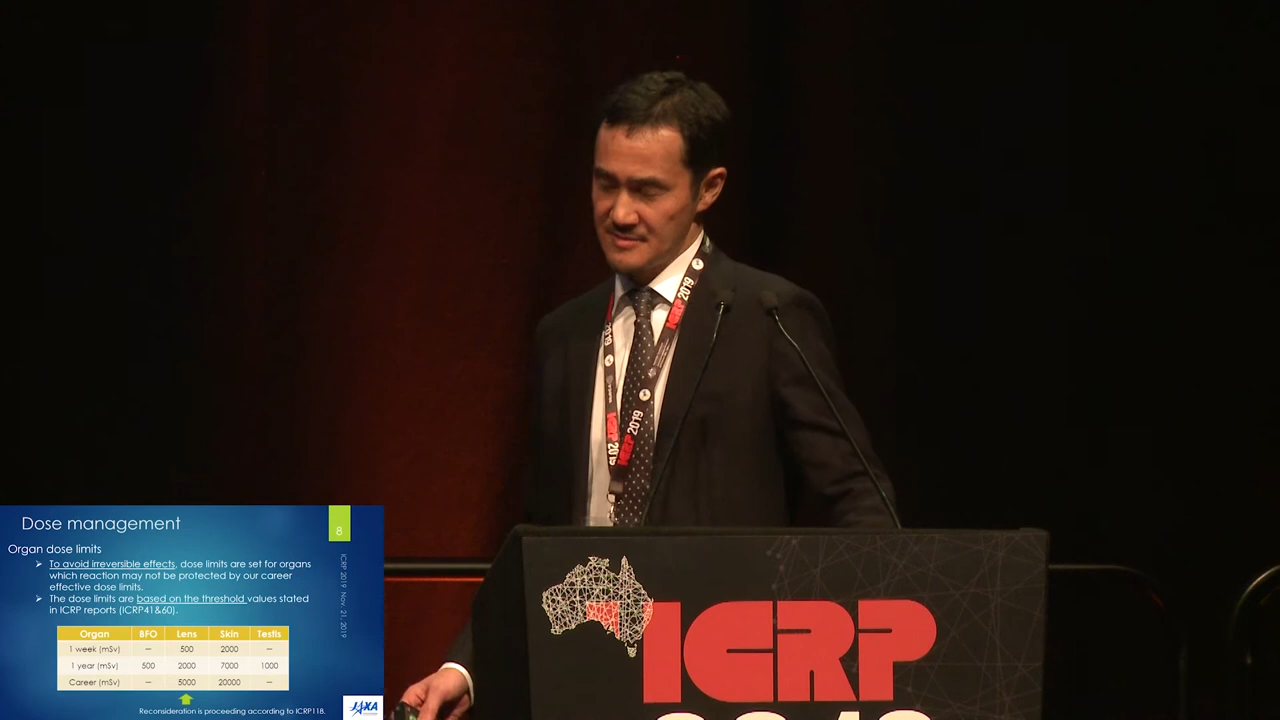 ICRP 2019
2019
ICRP 2019
ICRP
Dose management
8
Organ dose limits
➢ To avoid irreversible effects, dose limits are set for organs
which reaction may not be protected by our career
effective dose limits.
➢ The dose limits are based on the threshold values stated
in ICRP reports (ICRP41&60).
Organ BFO Lens Skin Testis
1 week (mSv) — 500 2000 —
1 year (mSv) 500 2000 7000 1000
Career (mSv) — 5000 20000 —
Reconsideration is proceeding according to ICRP118.
ICRP 2019 Nov. 21, 2019
JAXA